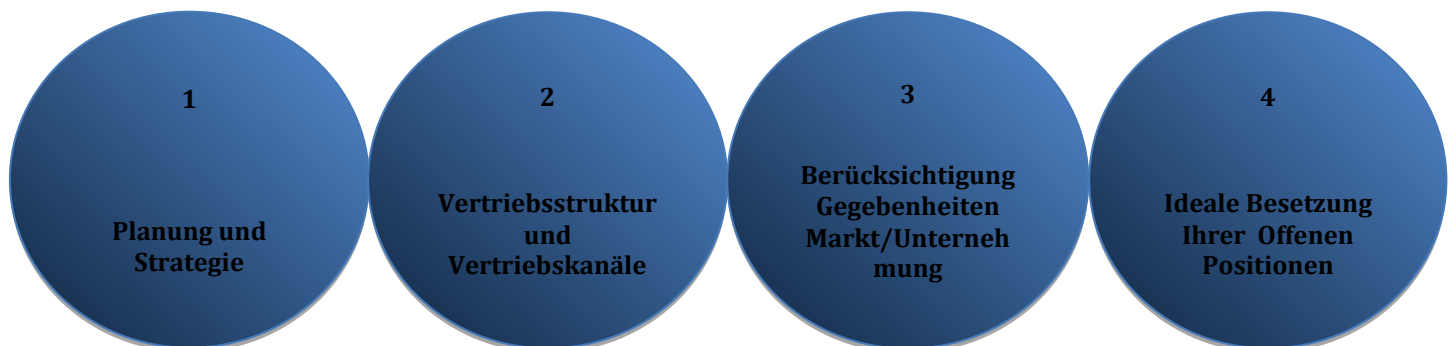 1
Planung und
Strategie
2
Vertriebsstruktur
und
Vertriebskanäle
3
Berücksichtigung
Gegebenheiten
Markt/Unterneh
mung
4
Ideale Besetzung
Ihrer  Offenen
Positionen